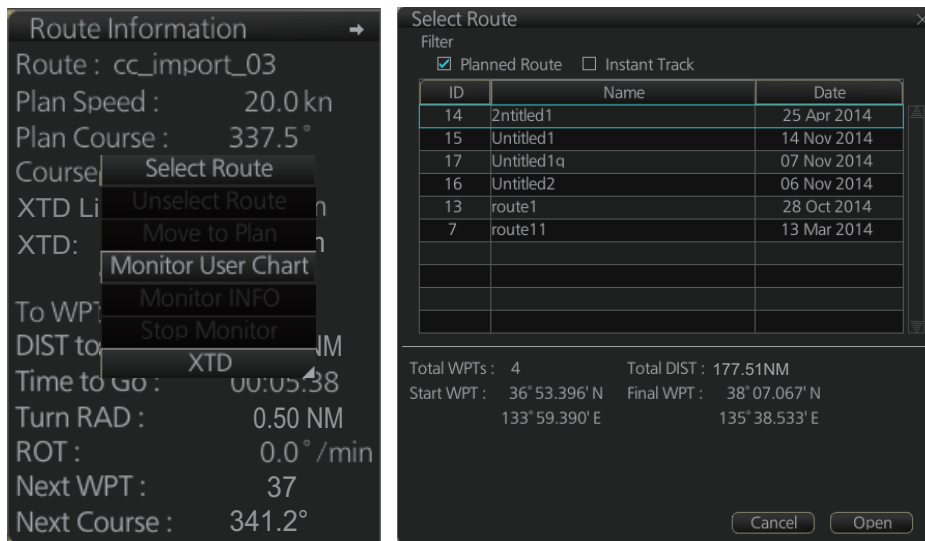 Route Information
Route : cc_import_03
Plan Speed : 20.0 kn
Plan Course : 337.5°
Course
Select Route
XTD Li
Unselect Route
n
XTD:
Move to Plan
Monitor User Chart
To WPT
Monitor INFO
Stop Monitor
DIST to
XTD
NM
Time to Go : 00:05:38
Turn RAD : 0.50 NM
ROT : 0.0°/min
Next WPT : 37
Next Course : 341.2°
Select Route
Filter
Planned Route Instant Track
ID Name Date
14 2ntitled1 25 Apr 2014
15 Untitled1 14 Nov 2014
17 Untitled1q 07 Nov 2014
16 Untitled2 06 Nov 2014
13 route1 28 Oct 2014
7 route11 13 Mar 2014
Total WPTs : 4 Total DIST : 177.51NM
Start WPT : 36°53.396' N Final WPT : 38°07.067' N
133°59.390' E 135°38.533' E
Cancel Open